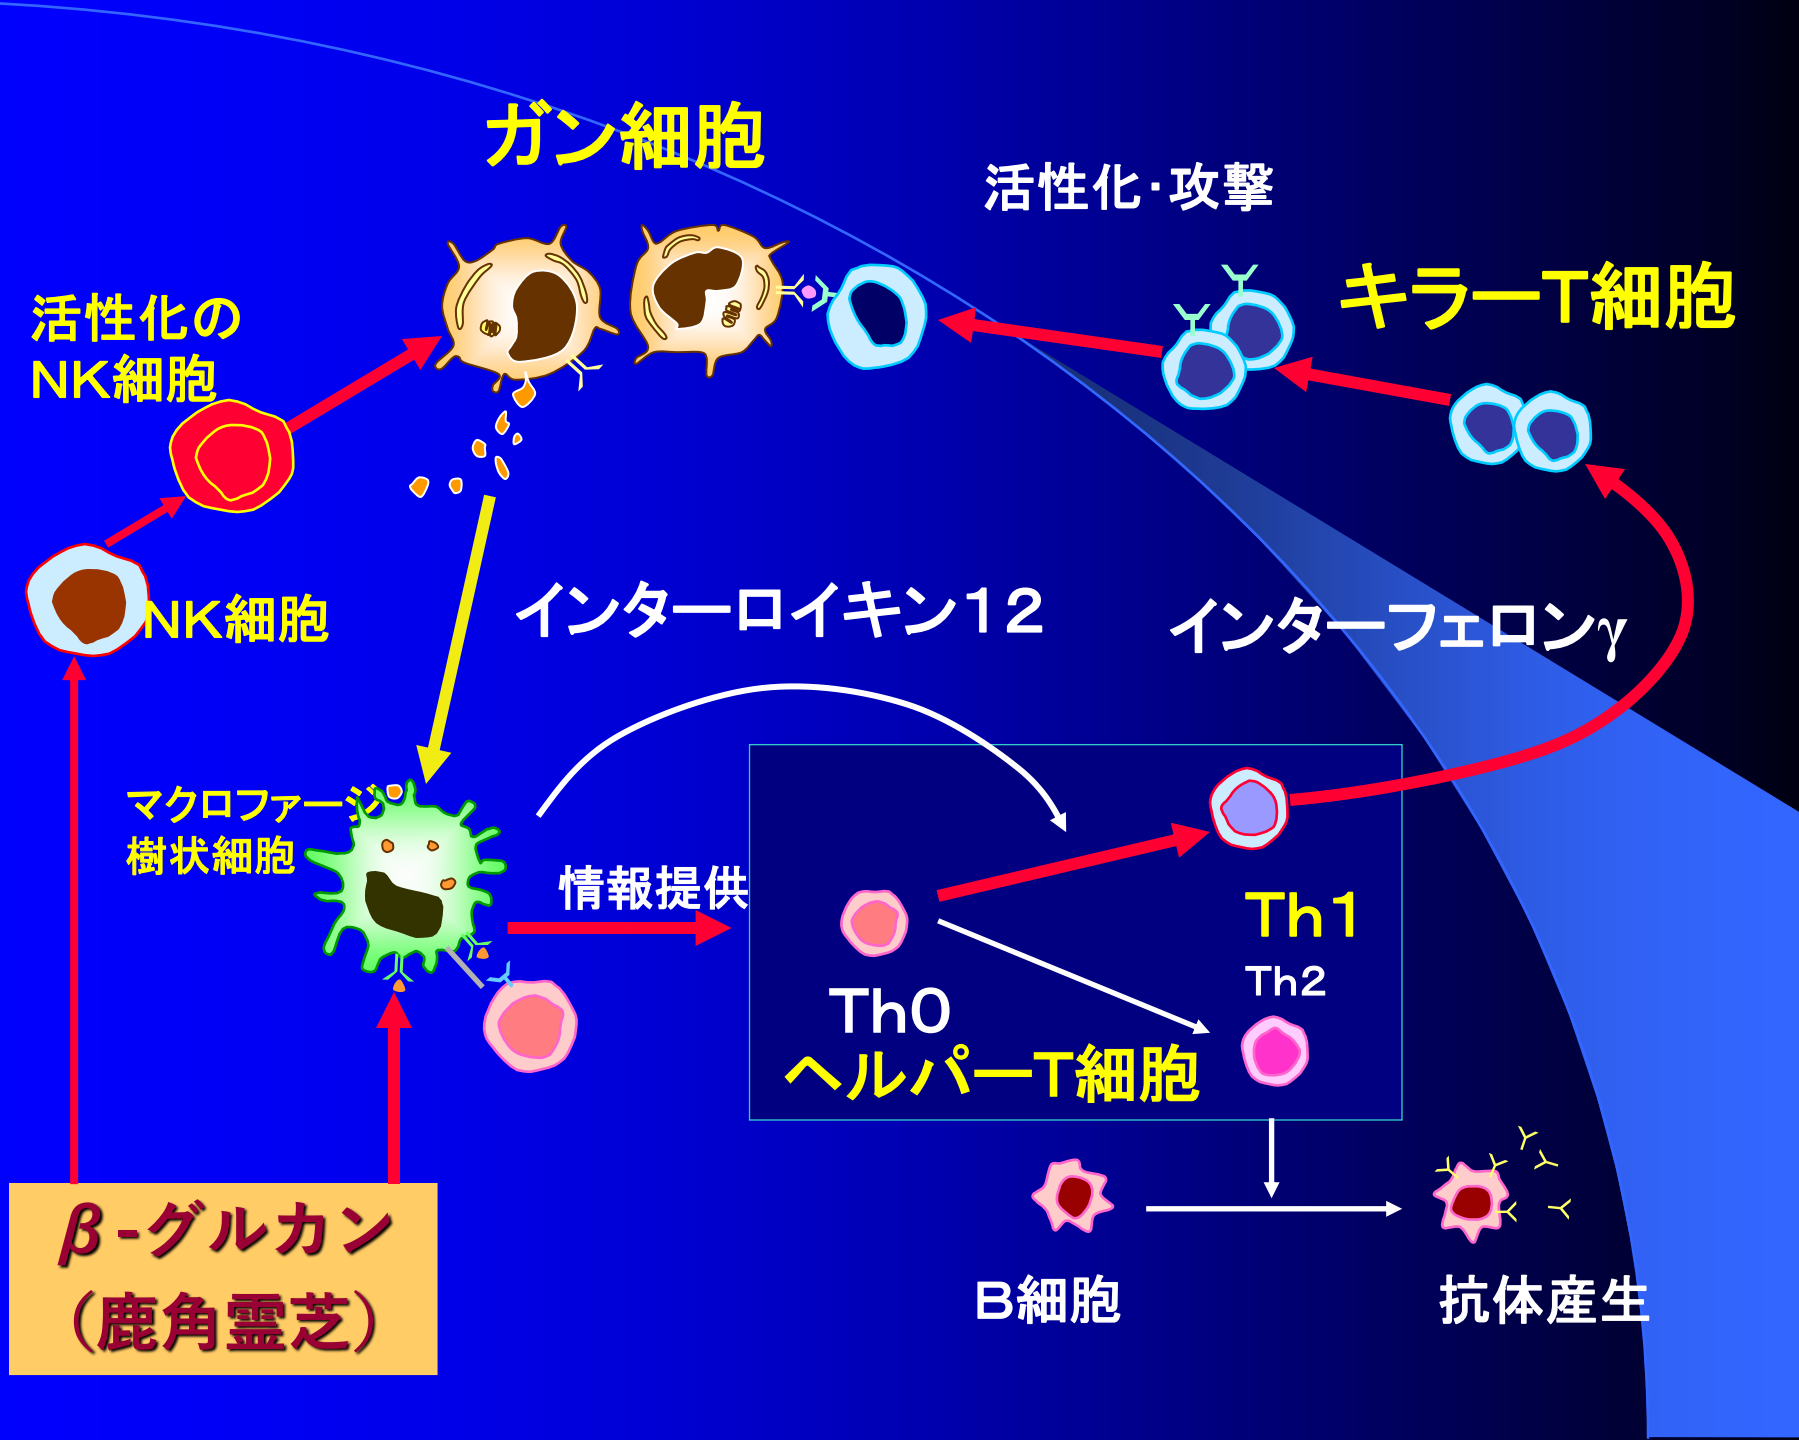 ガン細胞
活性化･攻撃
キラーT細胞
活性化の
NK細胞
NK細胞
インターロイキン12
インターフェロンγ
マクロファージ
樹状細胞
情報提供
Th1
Th2
Th0
ヘルパーT細胞
β-グルカン
(鹿角霊芝)
B細胞
抗体産生